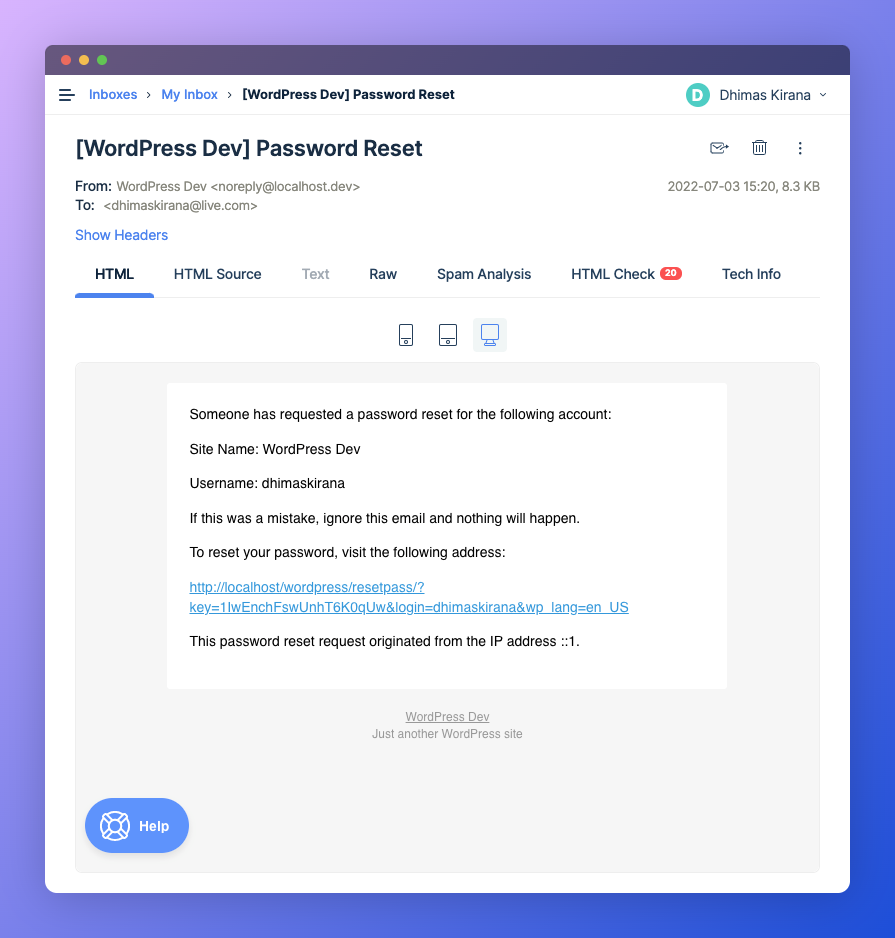 Inboxes › My Inbox › [WordPress Dev] Password Reset
D Dhimas Kirana
[WordPress Dev] Password Reset
From: WordPress Dev <noreply@localhost.dev>
2022-07-03 15:20, 8.3 KB
To: <dhimaskirana@live.com>
Show Headers
HTML HTML Source Text Raw Spam Analysis HTML Check 20 Tech Info
Someone has requested a password reset for the following account:
Site Name: WordPress Dev
Username: dhimaskirana
If this was a mistake, ignore this email and nothing will happen.
To reset your password, visit the following address:
http://localhost/wordpress/resetpass/?
key=1IwEnchFswUnhT6K0qUw&login=dhimaskirana&wp_lang=en_US
This password reset request originated from the IP address ::1.
WordPress Dev
Just another WordPress site
Help